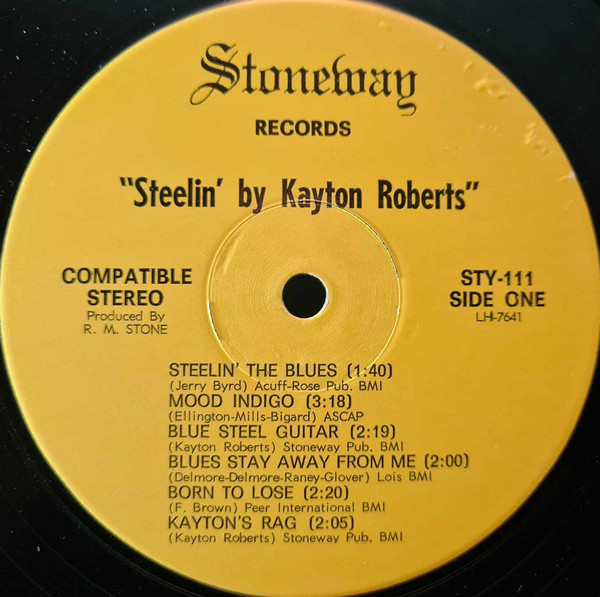 Stoneway
RECORDS
"Steelin' by Kayton Roberts"
COMPATIBLE
STEREO
Produced By
R. M. STONE
STY-111
SIDE ONE
LH-7641
STEELIN' THE BLUES (1:40)
(Jerry Byrd) Acuff-Rose Pub. BMI
MOOD INDIGO (3:18)
(Ellington-Mills-Bigard) ASCAP
BLUE STEEL GUITAR (2:19)
(Kayton Roberts) Stoneway Pub. BMI
BLUES STAY AWAY FROM ME (2:00)
(Delmore-Delmore-Raney-Glover) Lois BMI
BORN TO LOSE (2:20)
(F. Brown) Peer International BMI
KAYTON'S RAG (2:05)
(Kayton Roberts) Stoneway Pub. BMI